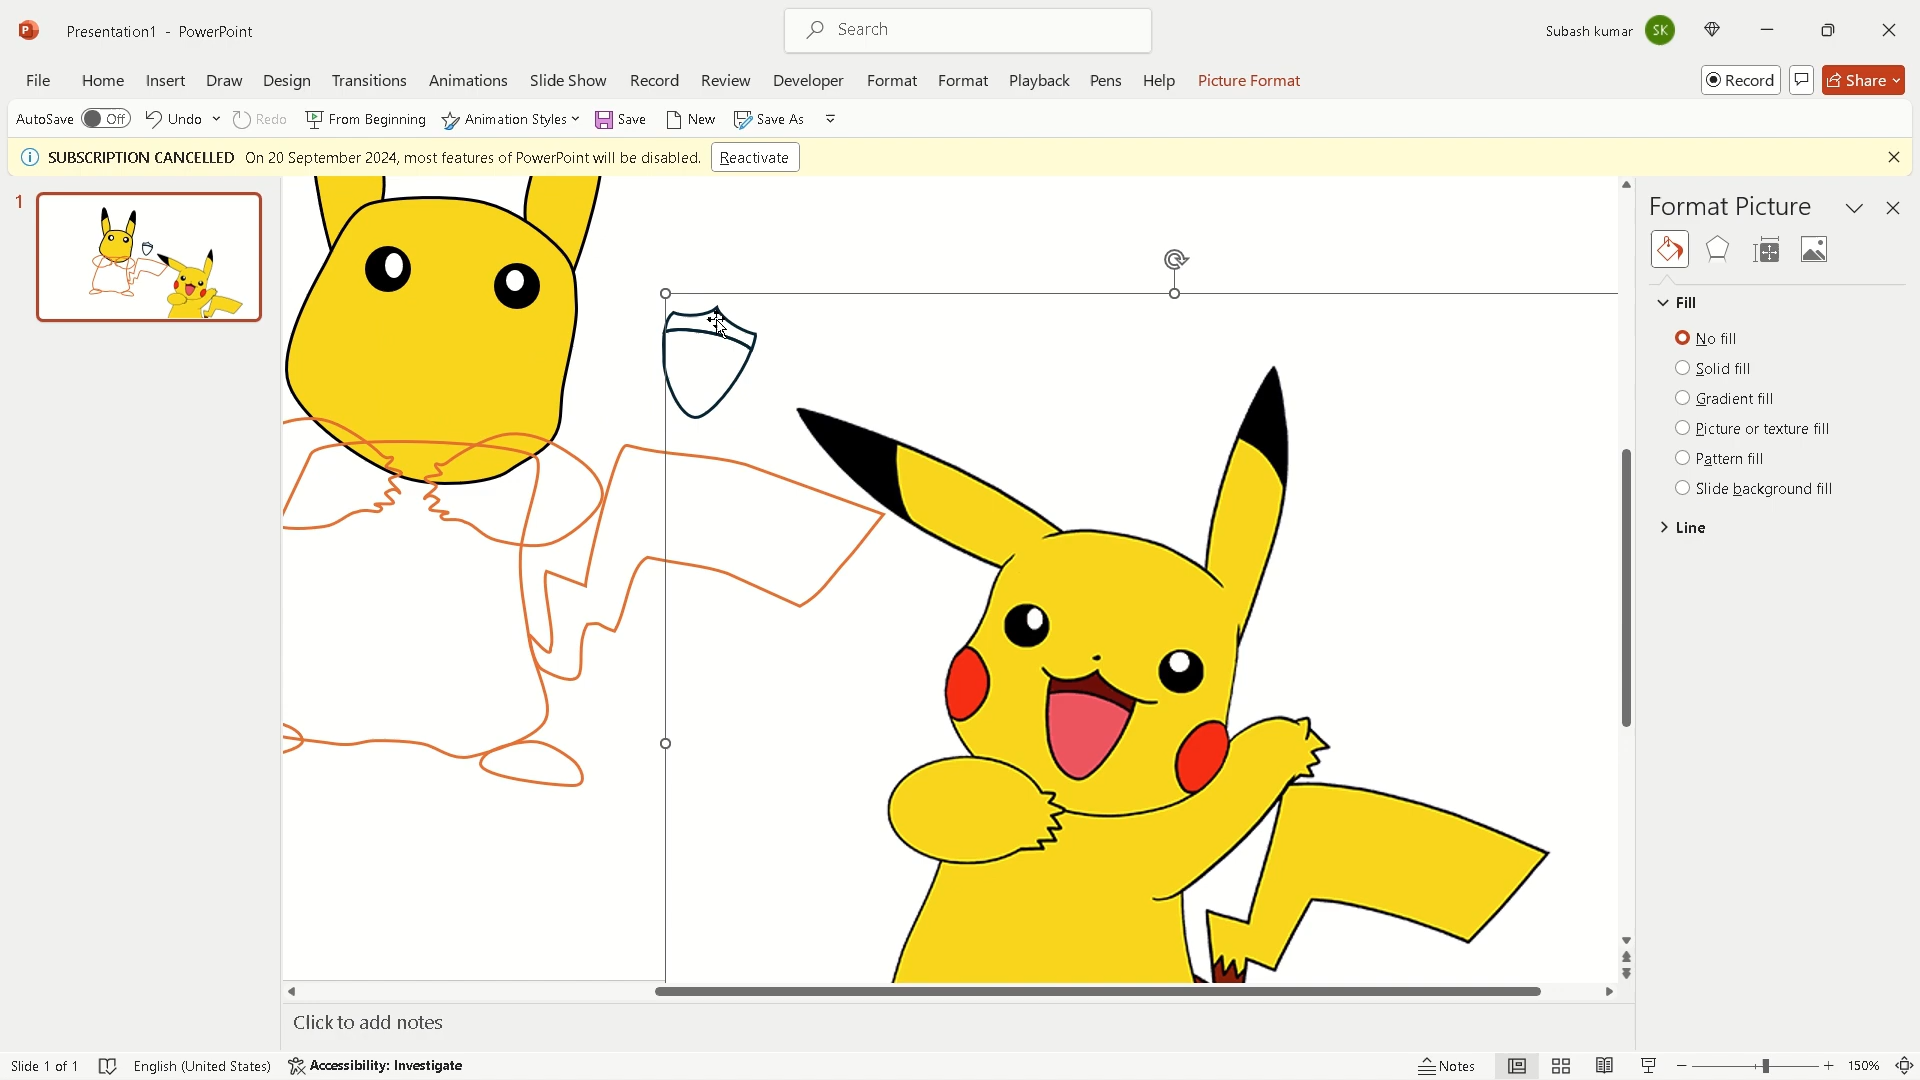 Presentation1 - PowerPoint
Search
Subash kumar SK
File Home Insert Draw Design Transitions Animations Slide Show Record Review Developer Format Format Playback Pens Help Picture Format
Record
Share
AutoSave Off Undo Redo From Beginning Animation Styles Save New Save As
SUBSCRIPTION CANCELLED On 20 September 2024, most features of PowerPoint will be disabled. Reactivate
1
Format Picture
Fill
No fill
Solid fill
Gradient fill
Picture or texture fill
Pattern fill
Slide background fill
Line
Click to add notes
Slide 1 of 1 English (United States) Accessibility: Investigate Notes 150%